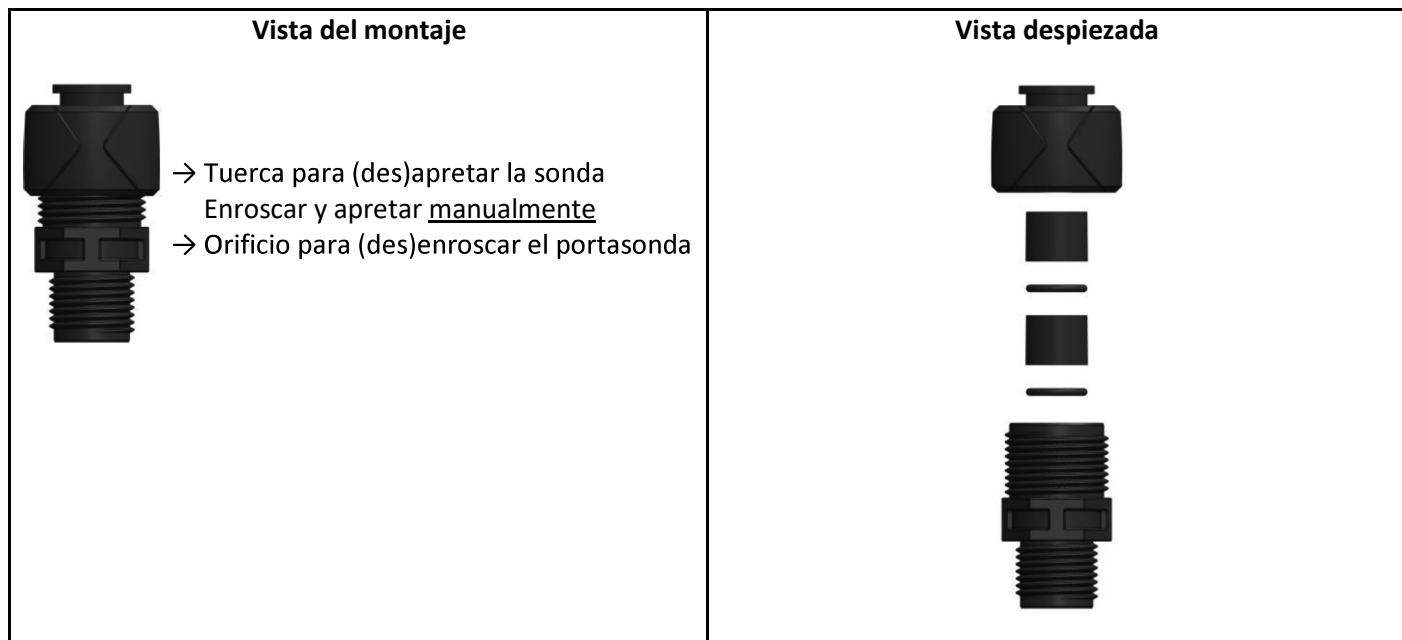 Vista del montaje
→ Tuerca para (des)apretar la sonda
Enroscar y apretar manualmente
→ Orificio para (des)enroscar el portasonda
Vista despiezada